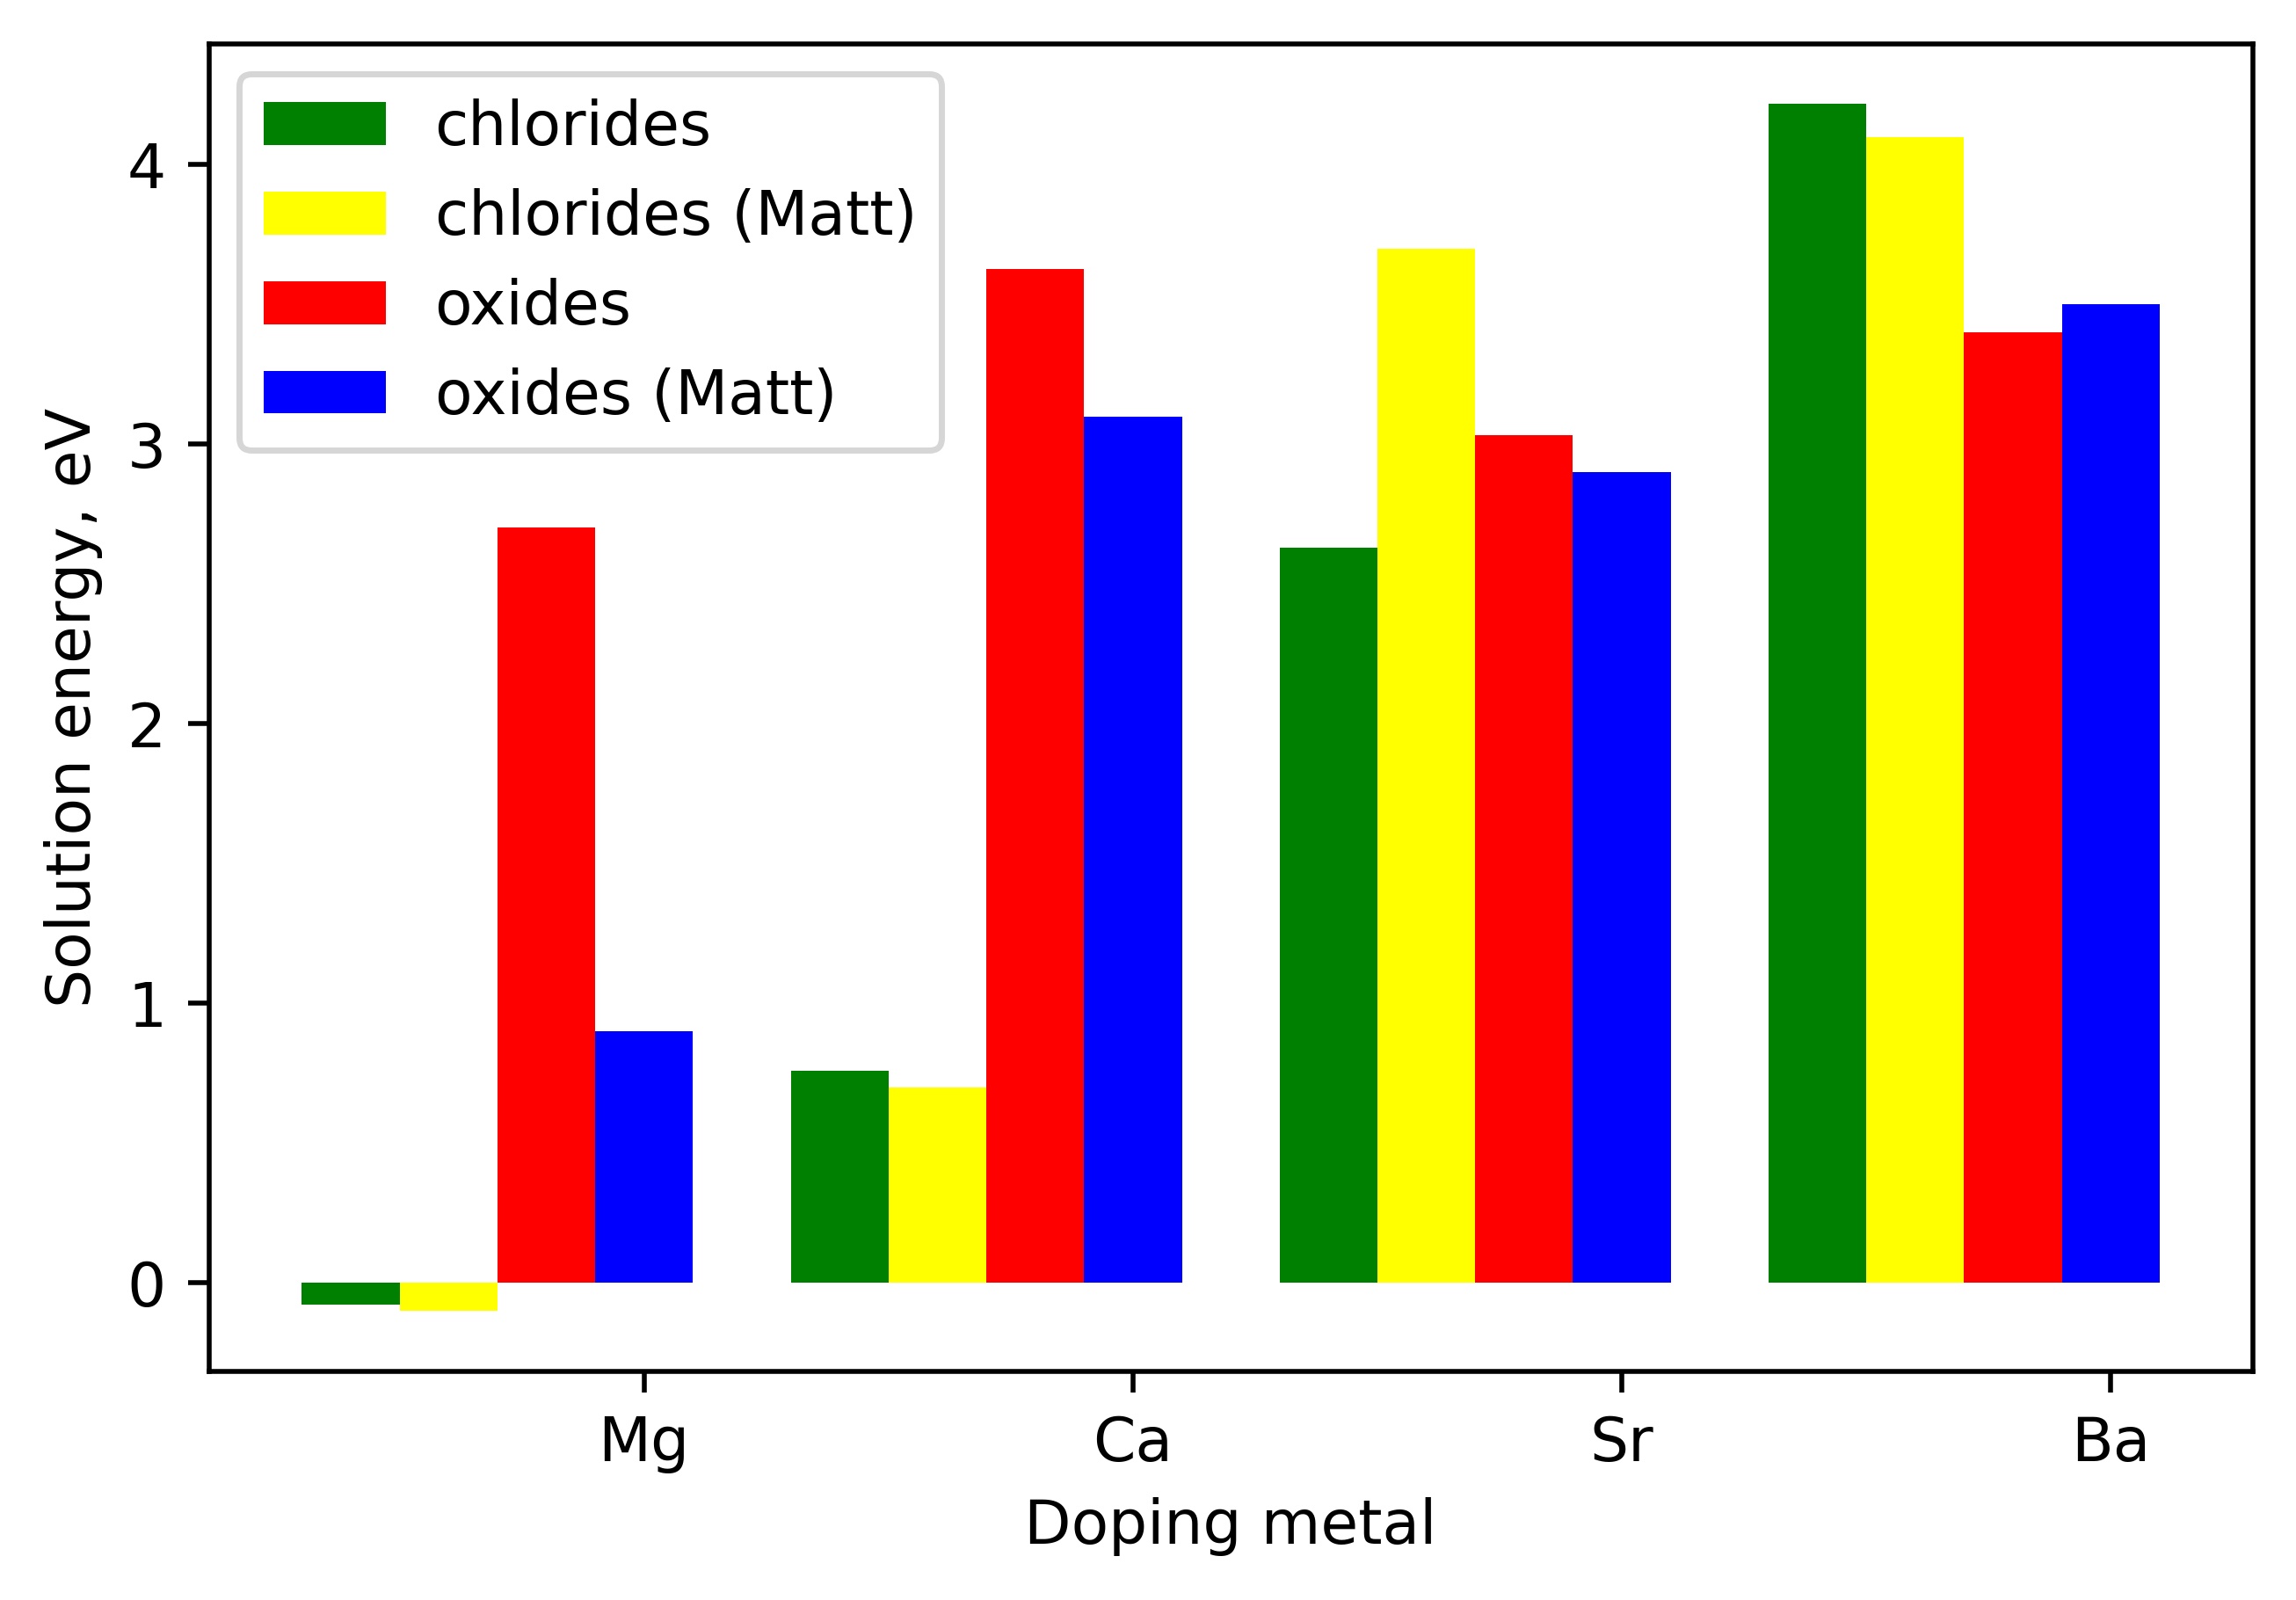 chlorides
chlorides (Matt)
oxides
oxides (Matt)
Solution energy, eV
4
3
2
1
0
Mg Ca Sr Ba
Doping metal